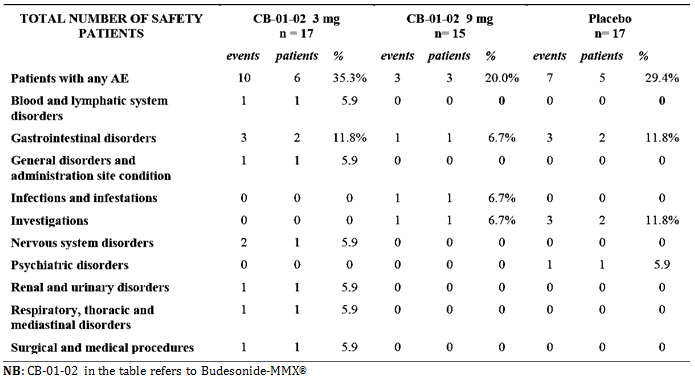 TOTAL NUMBER OF SAFETY PATIENTS CB-01-02 3 mg n = 17 CB-01-02 9 mg n= 15 Placebo n= 17
events patients % events patients % events patients %
Patients with any AE 10 6 35.3% 3 3 20.0% 7 5 29.4%
Blood and lymphatic system disorders 1 1 5.9 0 0 0 0 0 0
Gastrointestinal disorders 3 2 11.8% 1 1 6.7% 3 2 11.8%
General disorders and administration site condition 1 1 5.9 0 0 0 0 0 0
Infections and infestations 0 0 0 1 1 6.7% 0 0 0
Investigations 0 0 0 1 1 6.7% 3 2 11.8%
Nervous system disorders 2 1 5.9 0 0 0 0 0 0
Psychiatric disorders 0 0 0 0 0 0 1 1 5.9
Renal and urinary disorders 1 1 5.9 0 0 0 0 0 0
Respiratory, thoracic and mediastinal disorders 1 1 5.9 0 0 0 0 0 0
Surgical and medical procedures 1 1 5.9 0 0 0 0 0 0
NB: CB-01-02 in the table refers to Budesonide-MMX®